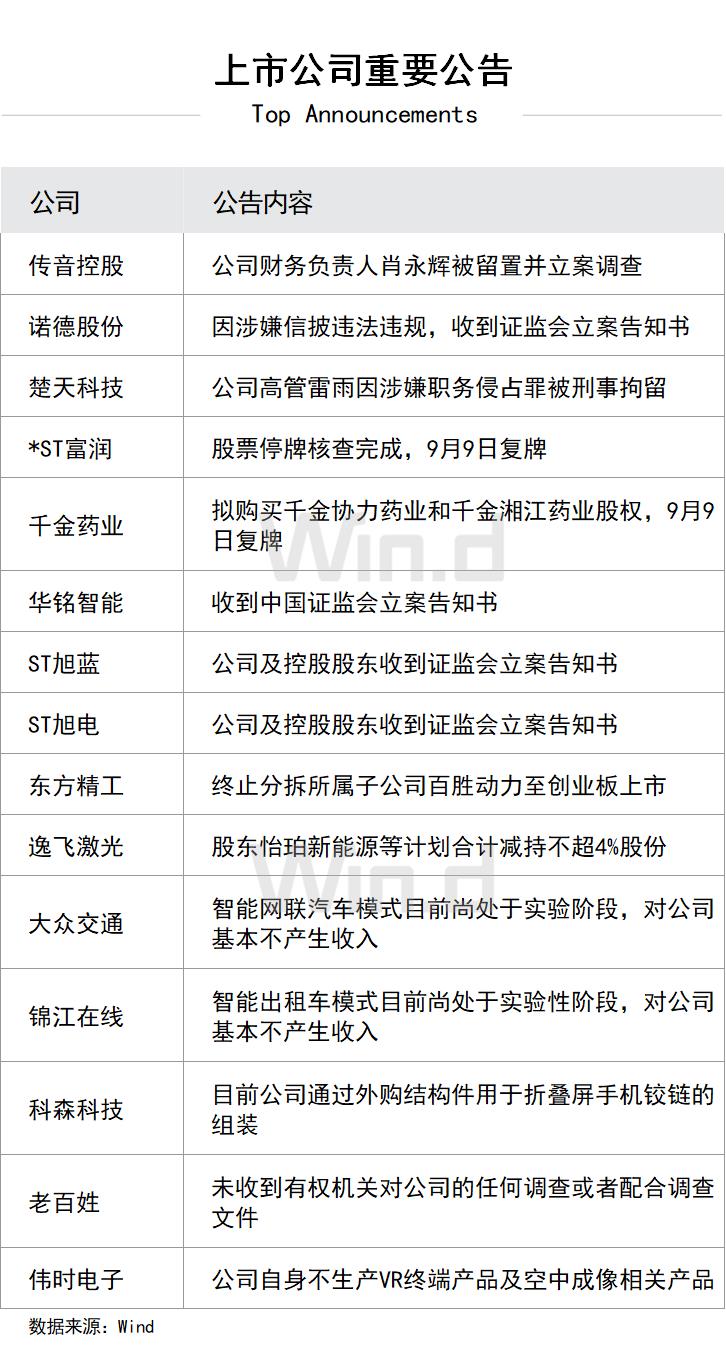 上市公司重要公告
Top Announcements
公司 公告内容
传音控股 公司财务负责人肖永辉被留置并立案调查
诺德股份 因涉嫌信披违法违规，收到证监会立案告知书
楚天科技 公司高管雷雨因涉嫌职务侵占罪被刑事拘留
*ST富润 股票停牌核查完成，9月9日复牌
千金药业 拟购买千金协力药业和千金湘江药业股权，9月9
日复牌
Win.d
华铭智能 收到中国证监会立案告知书
ST旭蓝 公司及控股股东收到证监会立案告知书
ST旭电 公司及控股股东收到证监会立案告知书
东方精工 终止分拆所属子公司百胜动力至创业板上市
逸飞激光 股东怡珀新能源等计划合计减持不超4%股份
Win.d
大众交通 智能网联汽车模式目前尚处于实验阶段，对公司
基本不产生收入
锦江在线 智能出租车模式目前尚处于实验性阶段，对公司
基本不产生收入
科森科技 目前公司通过外购结构件用于折叠屏手机铰链的
组装
老百姓 未收到有权机关对公司的任何调查或者配合调查
文件
伟时电子 公司自身不生产VR终端产品及空中成像相关产品
数据来源：Wind